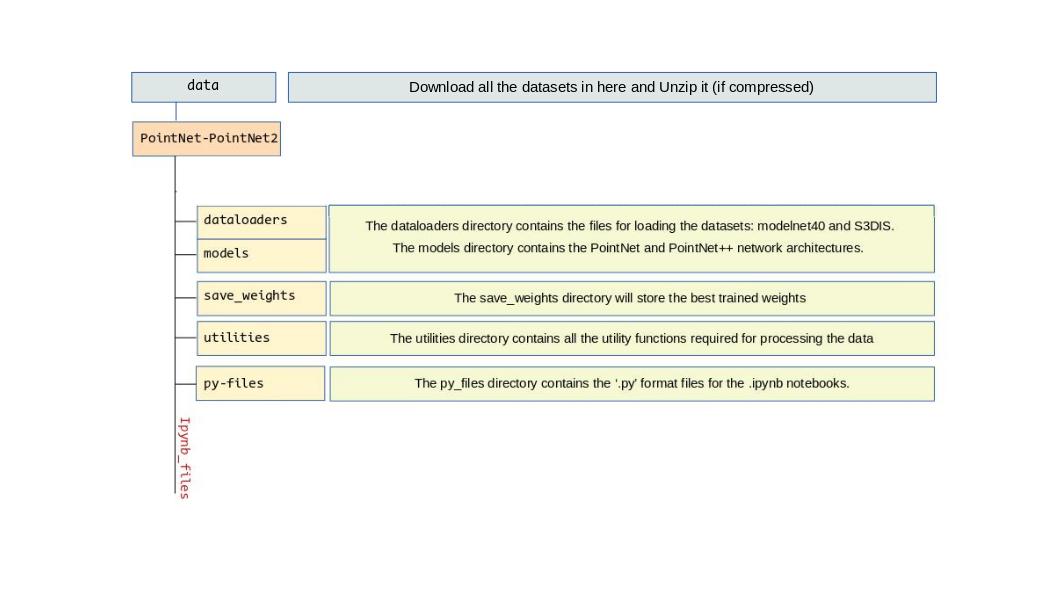 data
Download all the datasets in here and Unzip it (if compressed)
PointNet-PointNet2
dataloaders
models
The dataloaders directory contains the files for loading the datasets: modelnet40 and S3DIS.
The models directory contains the PointNet and PointNet++ network architectures.
save_weights
The save_weights directory will store the best trained weights
utilities
The utilities directory contains all the utility functions required for processing the data
py-files
The py_files directory contains the ‘.py’ format files for the .ipynb notebooks.
Ipynb_files